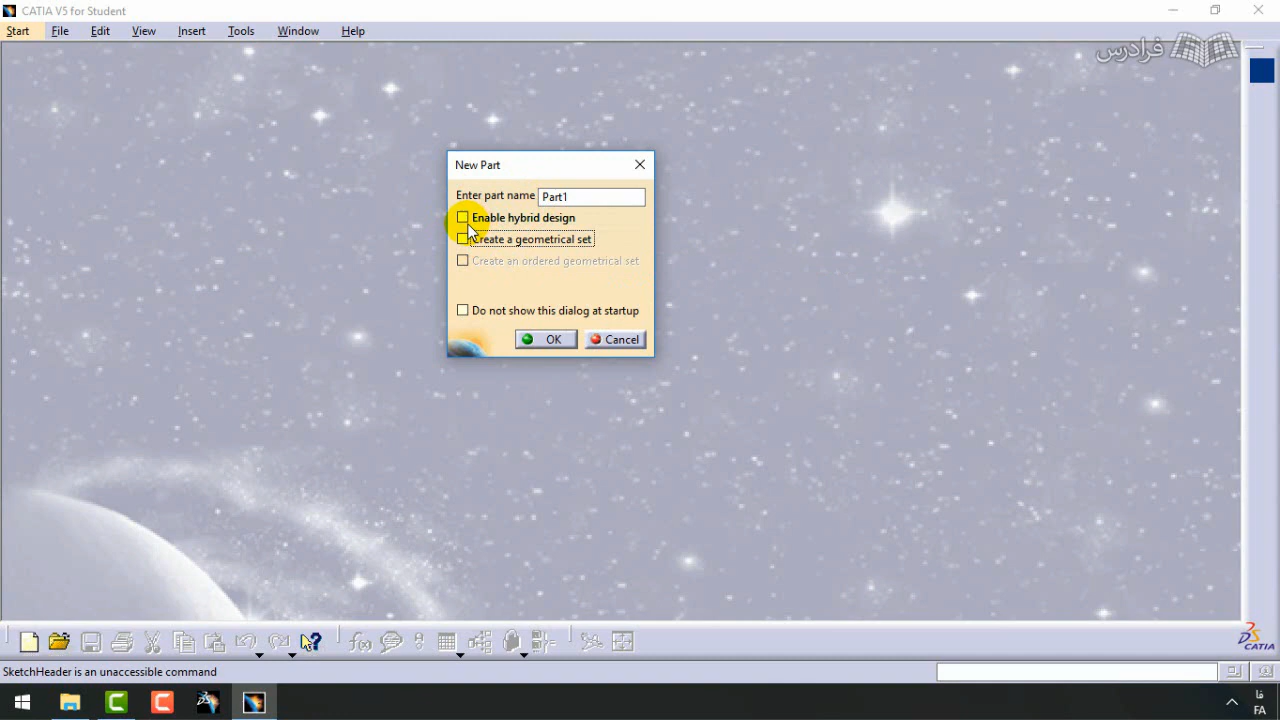 CATIA V5 for Student
Start File Edit View Insert Tools Window Help
فرادرس
New Part
Enter part name Part1
Enable hybrid design
Create a geometrical set
Create an ordered geometrical set
Do not show this dialog at startup
OK Cancel
CATIA
SketchHeader is an unaccessible command
فا
FA